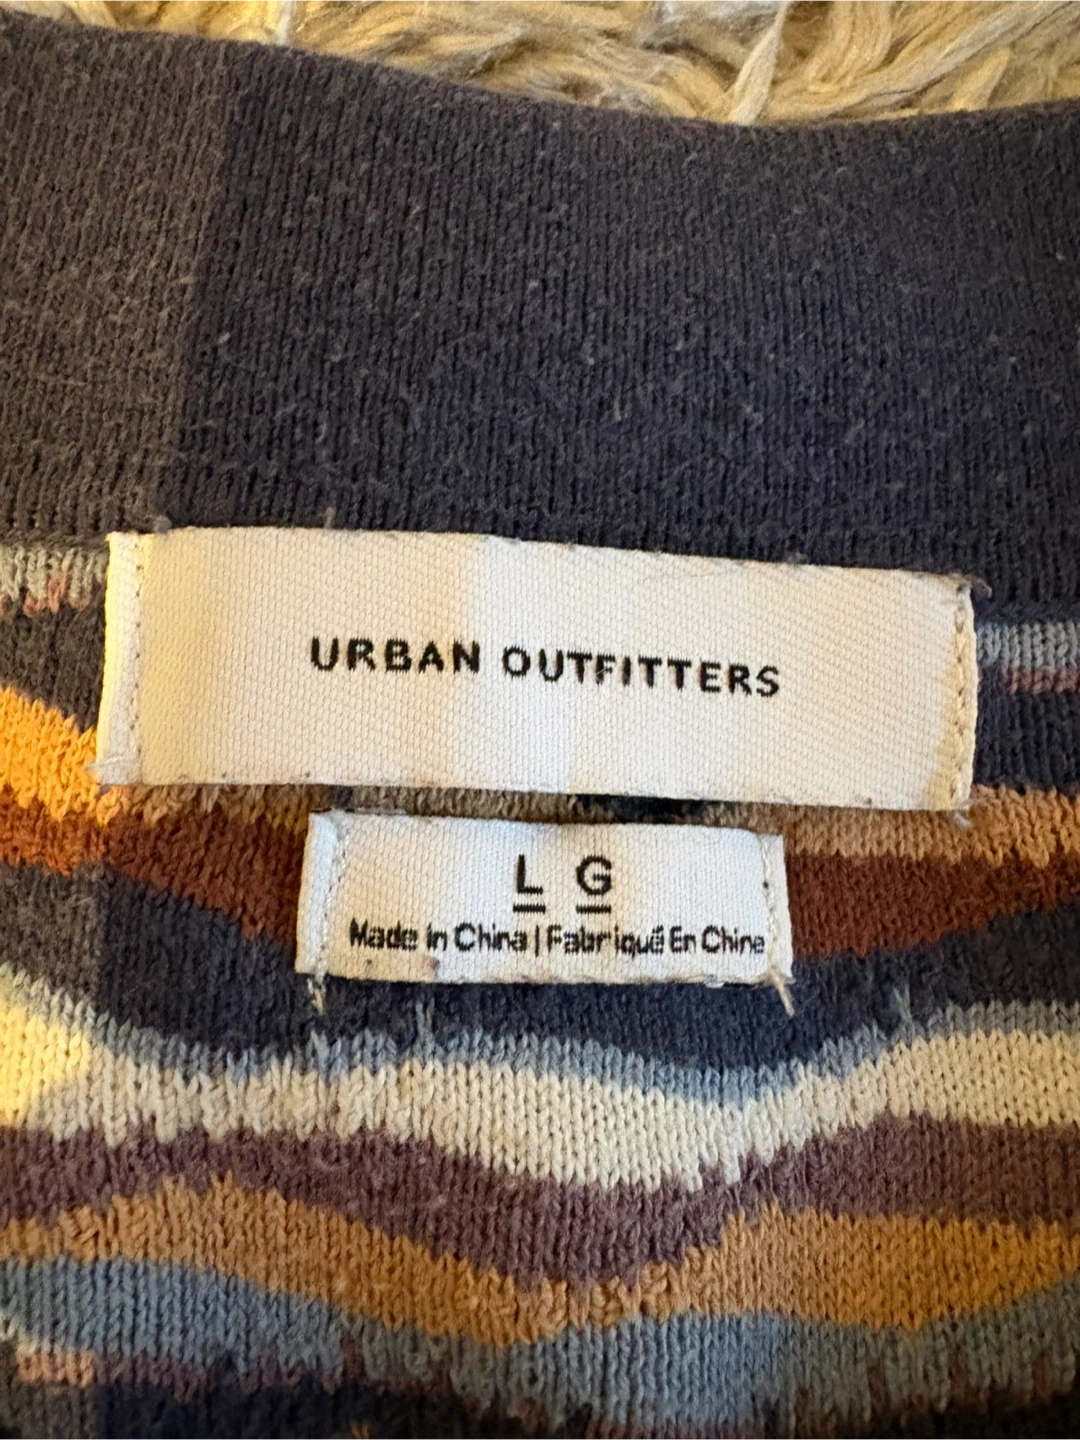 URBAN OUTFITTERS
L G
Made in China | Fabriqué En Chine